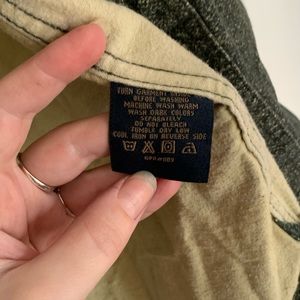 TURN GARMENT INSIDE
BEFORE WASHING
MACHINE WASH WARM
WASH DARK COLORS
SEPARATELY
DO NOT BLEACH
TUMBLE DRY LOW
COOL IRON ON REVERSE SIDE